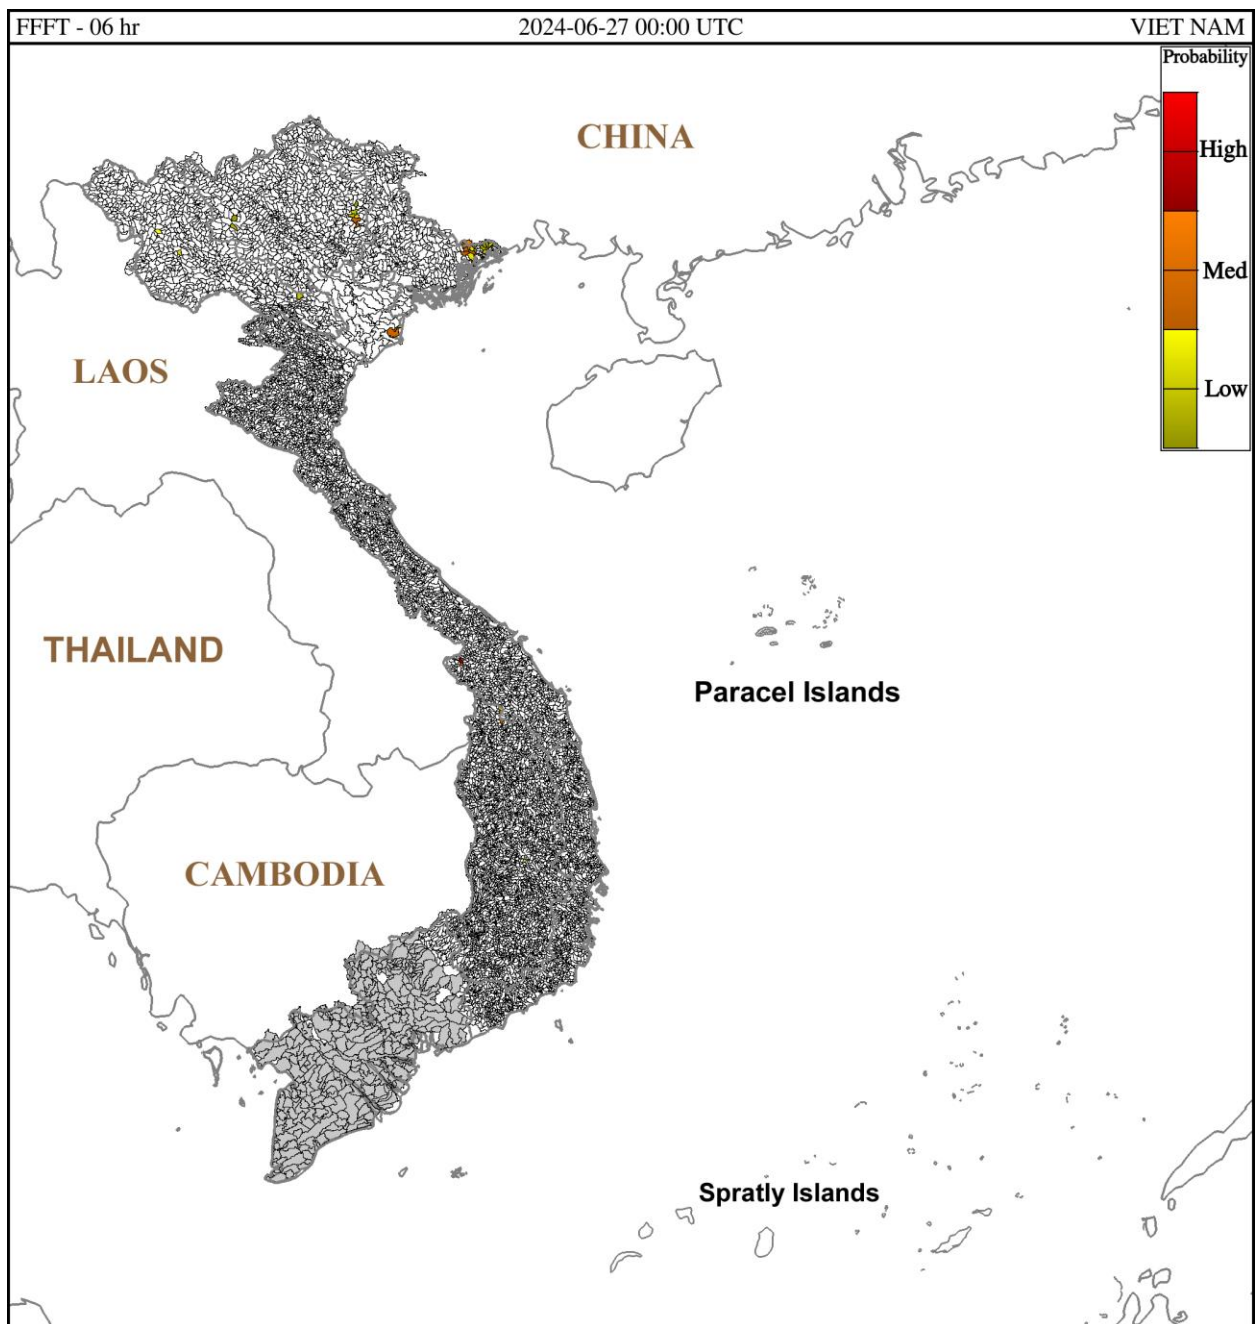 FFFT - 06 hr 2024-06-27 00:00 UTC VIET NAM
Probability
CHINA
High
Med
LAOS
Low
THAILAND
Paracel Islands
CAMBODIA
Spratly Islands